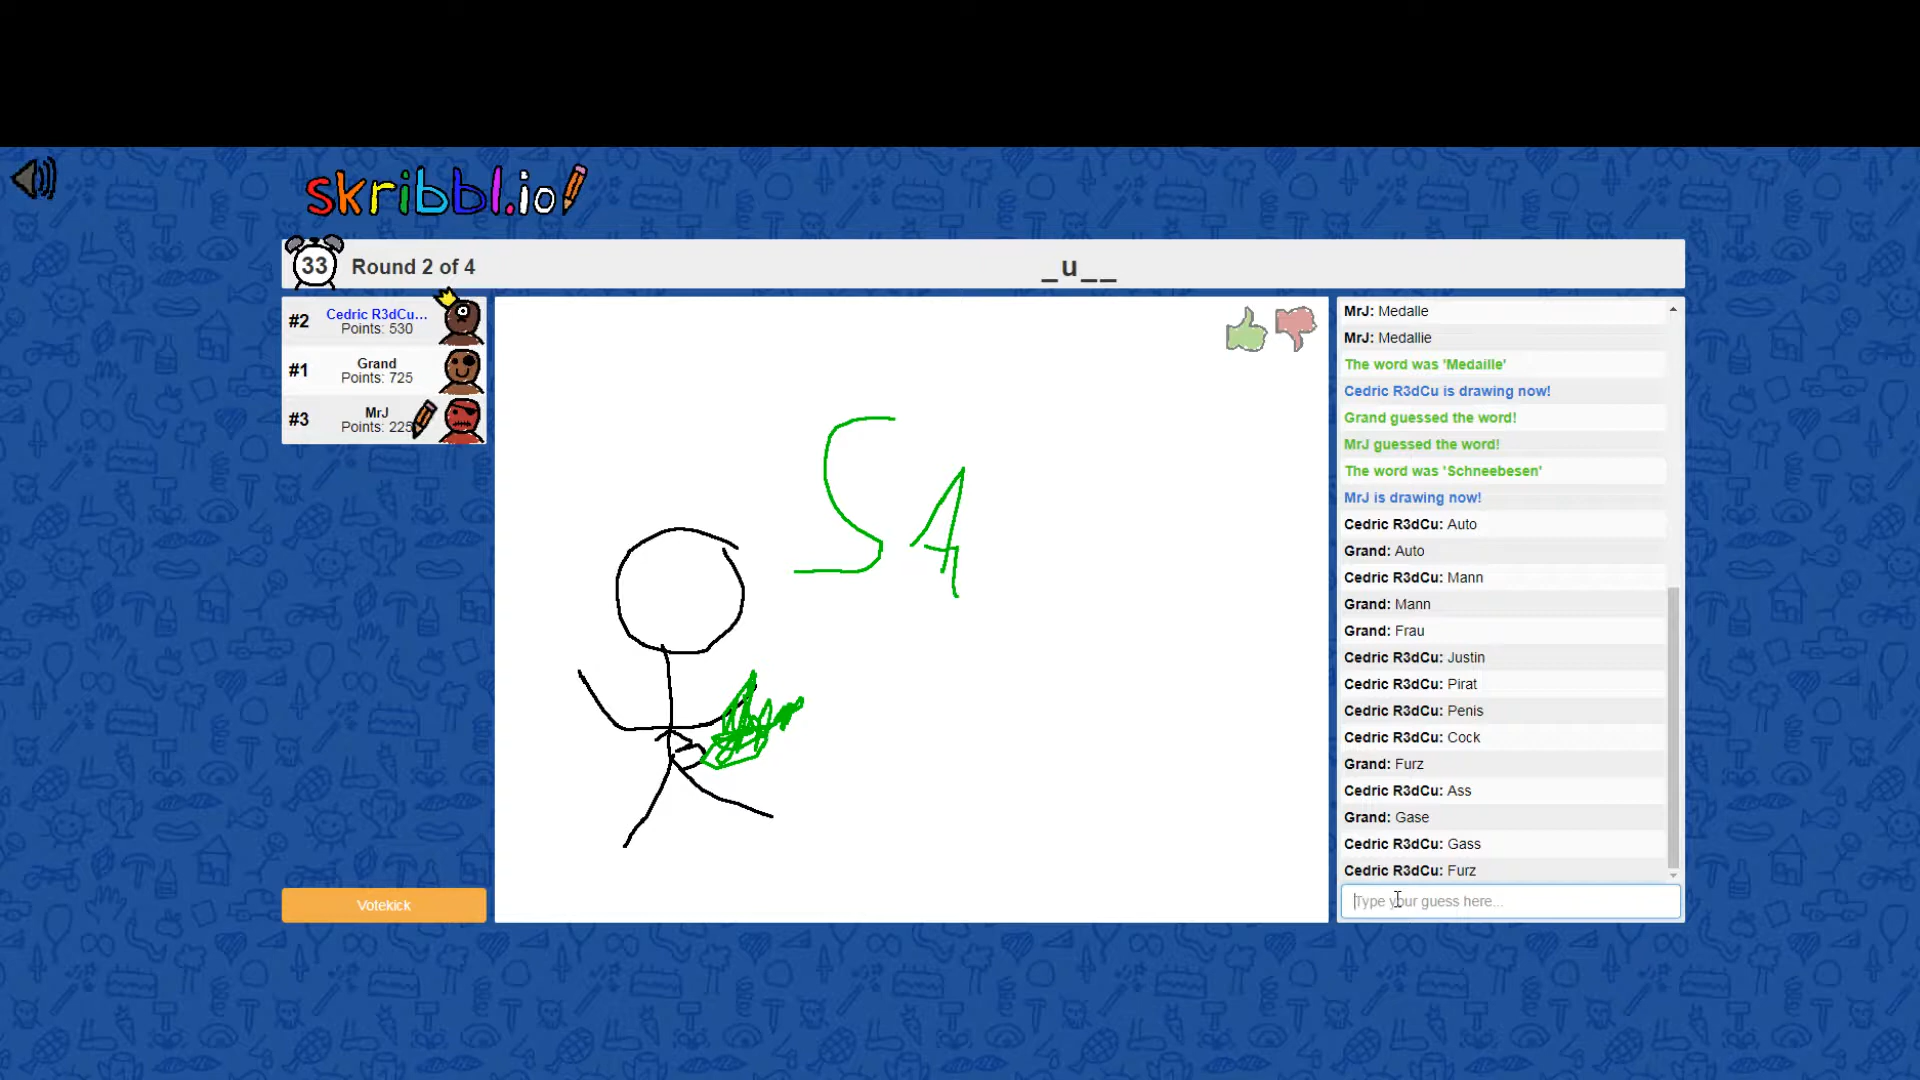 skribbl.io
33
Round 2 of 4
_u__
#2
Cedric R3dCu...
Points: 530
#1
Grand
Points: 725
#3
MrJ
Points: 225
Votekick
SA
MrJ: Medalle
MrJ: Medallie
The word was 'Medaille'
Cedric R3dCu is drawing now!
Grand guessed the word!
MrJ guessed the word!
The word was 'Schneebesen'
MrJ is drawing now!
Cedric R3dCu: Auto
Grand: Auto
Cedric R3dCu: Mann
Grand: Mann
Grand: Frau
Cedric R3dCu: Justin
Cedric R3dCu: Pirat
Cedric R3dCu: Penis
Cedric R3dCu: Cock
Grand: Furz
Cedric R3dCu: Ass
Grand: Gase
Cedric R3dCu: Gass
Cedric R3dCu: Furz
Type your guess here...